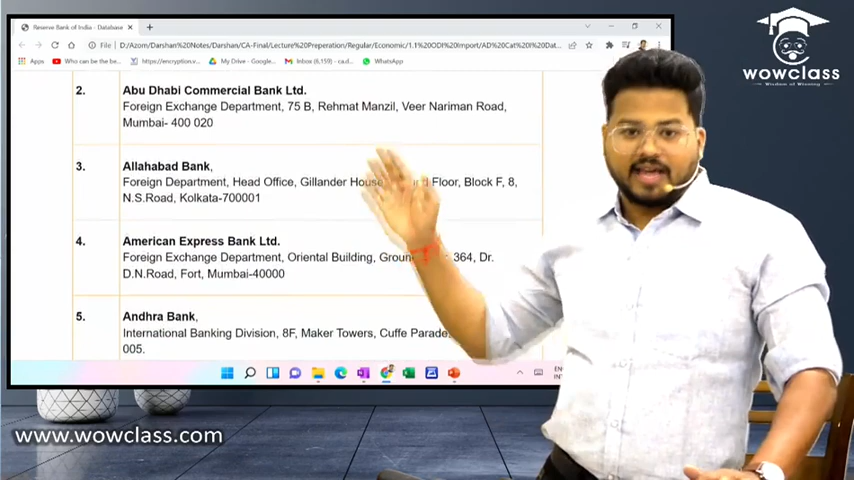 Reserve Bank of India - Database
File
D:/Azom/Darshan%20Notes/Darshan/CA-Final/Lecture%20Preperation/Regular/Economic/1.1%20ODI%20Import/AD%20Cat%20I%20Dat...
Apps
Who can be the be...
https://encryption.v...
My Drive - Google...
Inbox (8,159) - ca.d...
WhatsApp
2.
Abu Dhabi Commercial Bank Ltd.
Foreign Exchange Department, 75 B, Rehmat Manzil, Veer Nariman Road,
Mumbai- 400 020
3.
Allahabad Bank,
Foreign Department, Head Office, Gillander House Floor, Block F, 8,
N.S.Road, Kolkata-700001
4.
American Express Bank Ltd.
Foreign Exchange Department, Oriental Building, 364, Dr.
D.N.Road, Fort, Mumbai-40000
5.
Andhra Bank,
International Banking Division, 8F, Maker Towers, Cuffe Parade,
005.
wowclass
Wisdom of Winning
www.wowclass.com